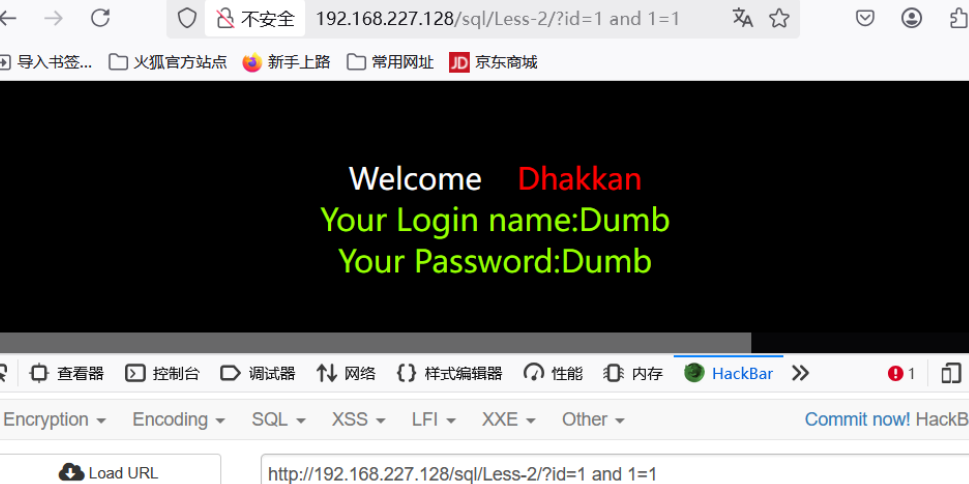 不安全 192.168.227.128/sql/Less-2/?id=1 and 1=1
导入书签... 火狐官方站点 新手上路 常用网址 JD 京东商城
Welcome Dhakkan
Your Login name:Dumb
Your Password:Dumb
查看器 控制台 调试器 网络 样式编辑器 性能 内存 HackBar 1
Encryption Encoding SQL XSS LFI XXE Other Commit now! HackB
Load URL http://192.168.227.128/sql/Less-2/?id=1 and 1=1